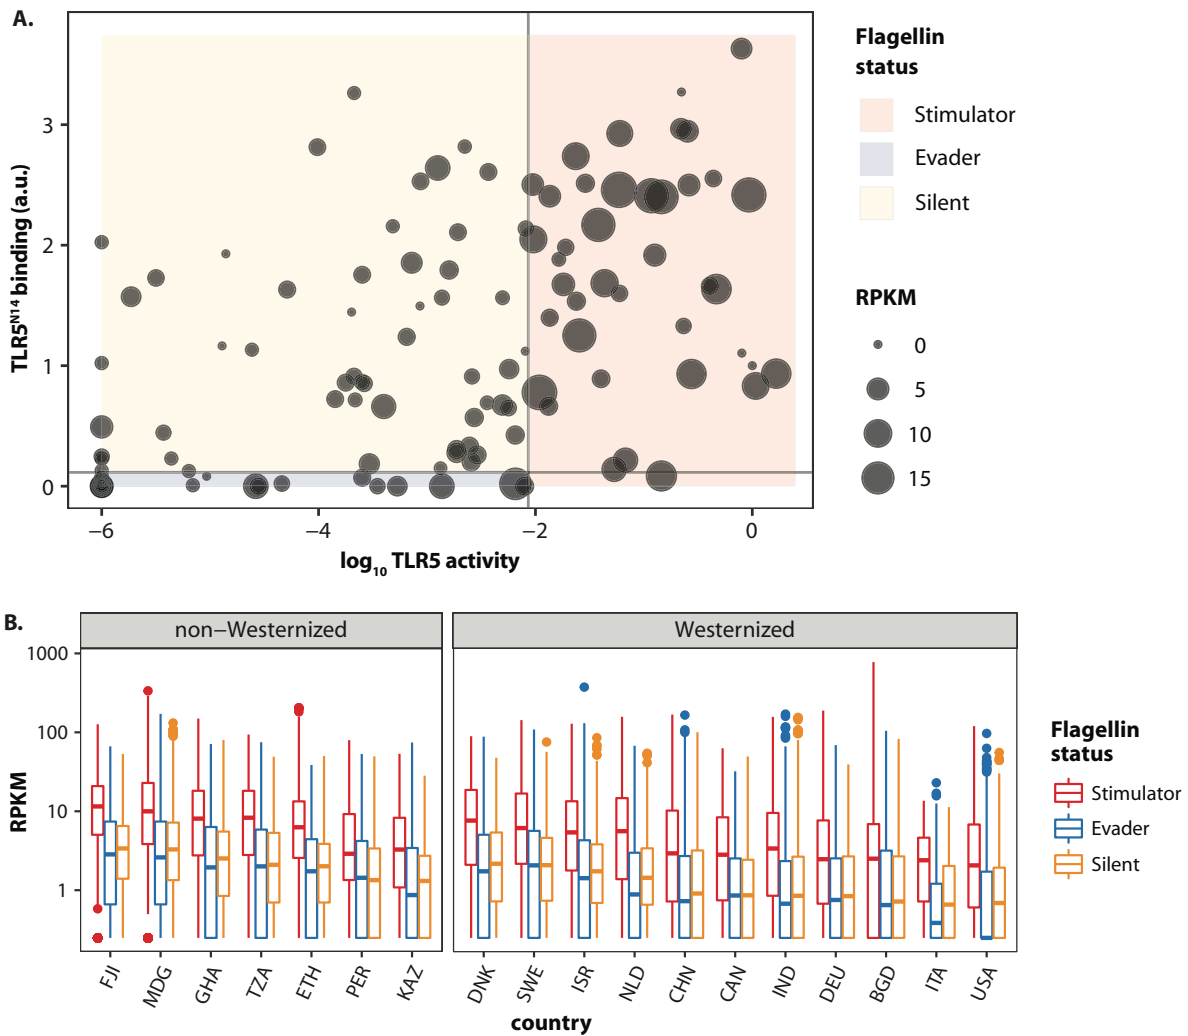 A.
TLR5ᴺ¹⁴ binding (a.u.)
3
2
1
0
−6
−4
−2
0
log₁₀ TLR5 activity
Flagellin
status
Stimulator
Evader
Silent
RPKM
0
5
10
15
B.
non−Westernized
Westernized
RPKM
1000
100
10
1
FJI
MDG
GHA
TZA
ETH
PER
KAZ
DNK
SWE
ISR
NLD
CHN
CAN
IND
DEU
BGD
ITA
USA
country
Flagellin
status
Stimulator
Evader
Silent